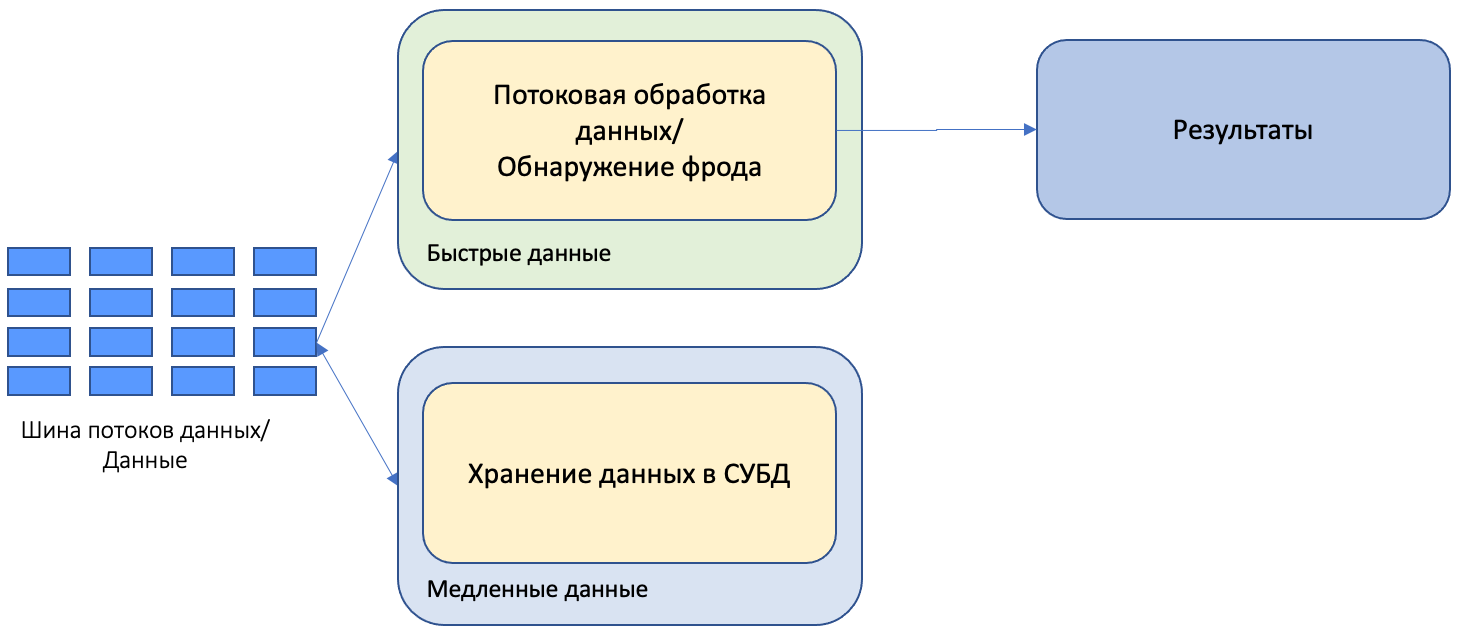 Потоковая обработка
данных/
Обнаружение фрода
Быстрые данные
Результаты
Шина потоков данных/
Данные
Хранение данных в СУБД
Медленные данные